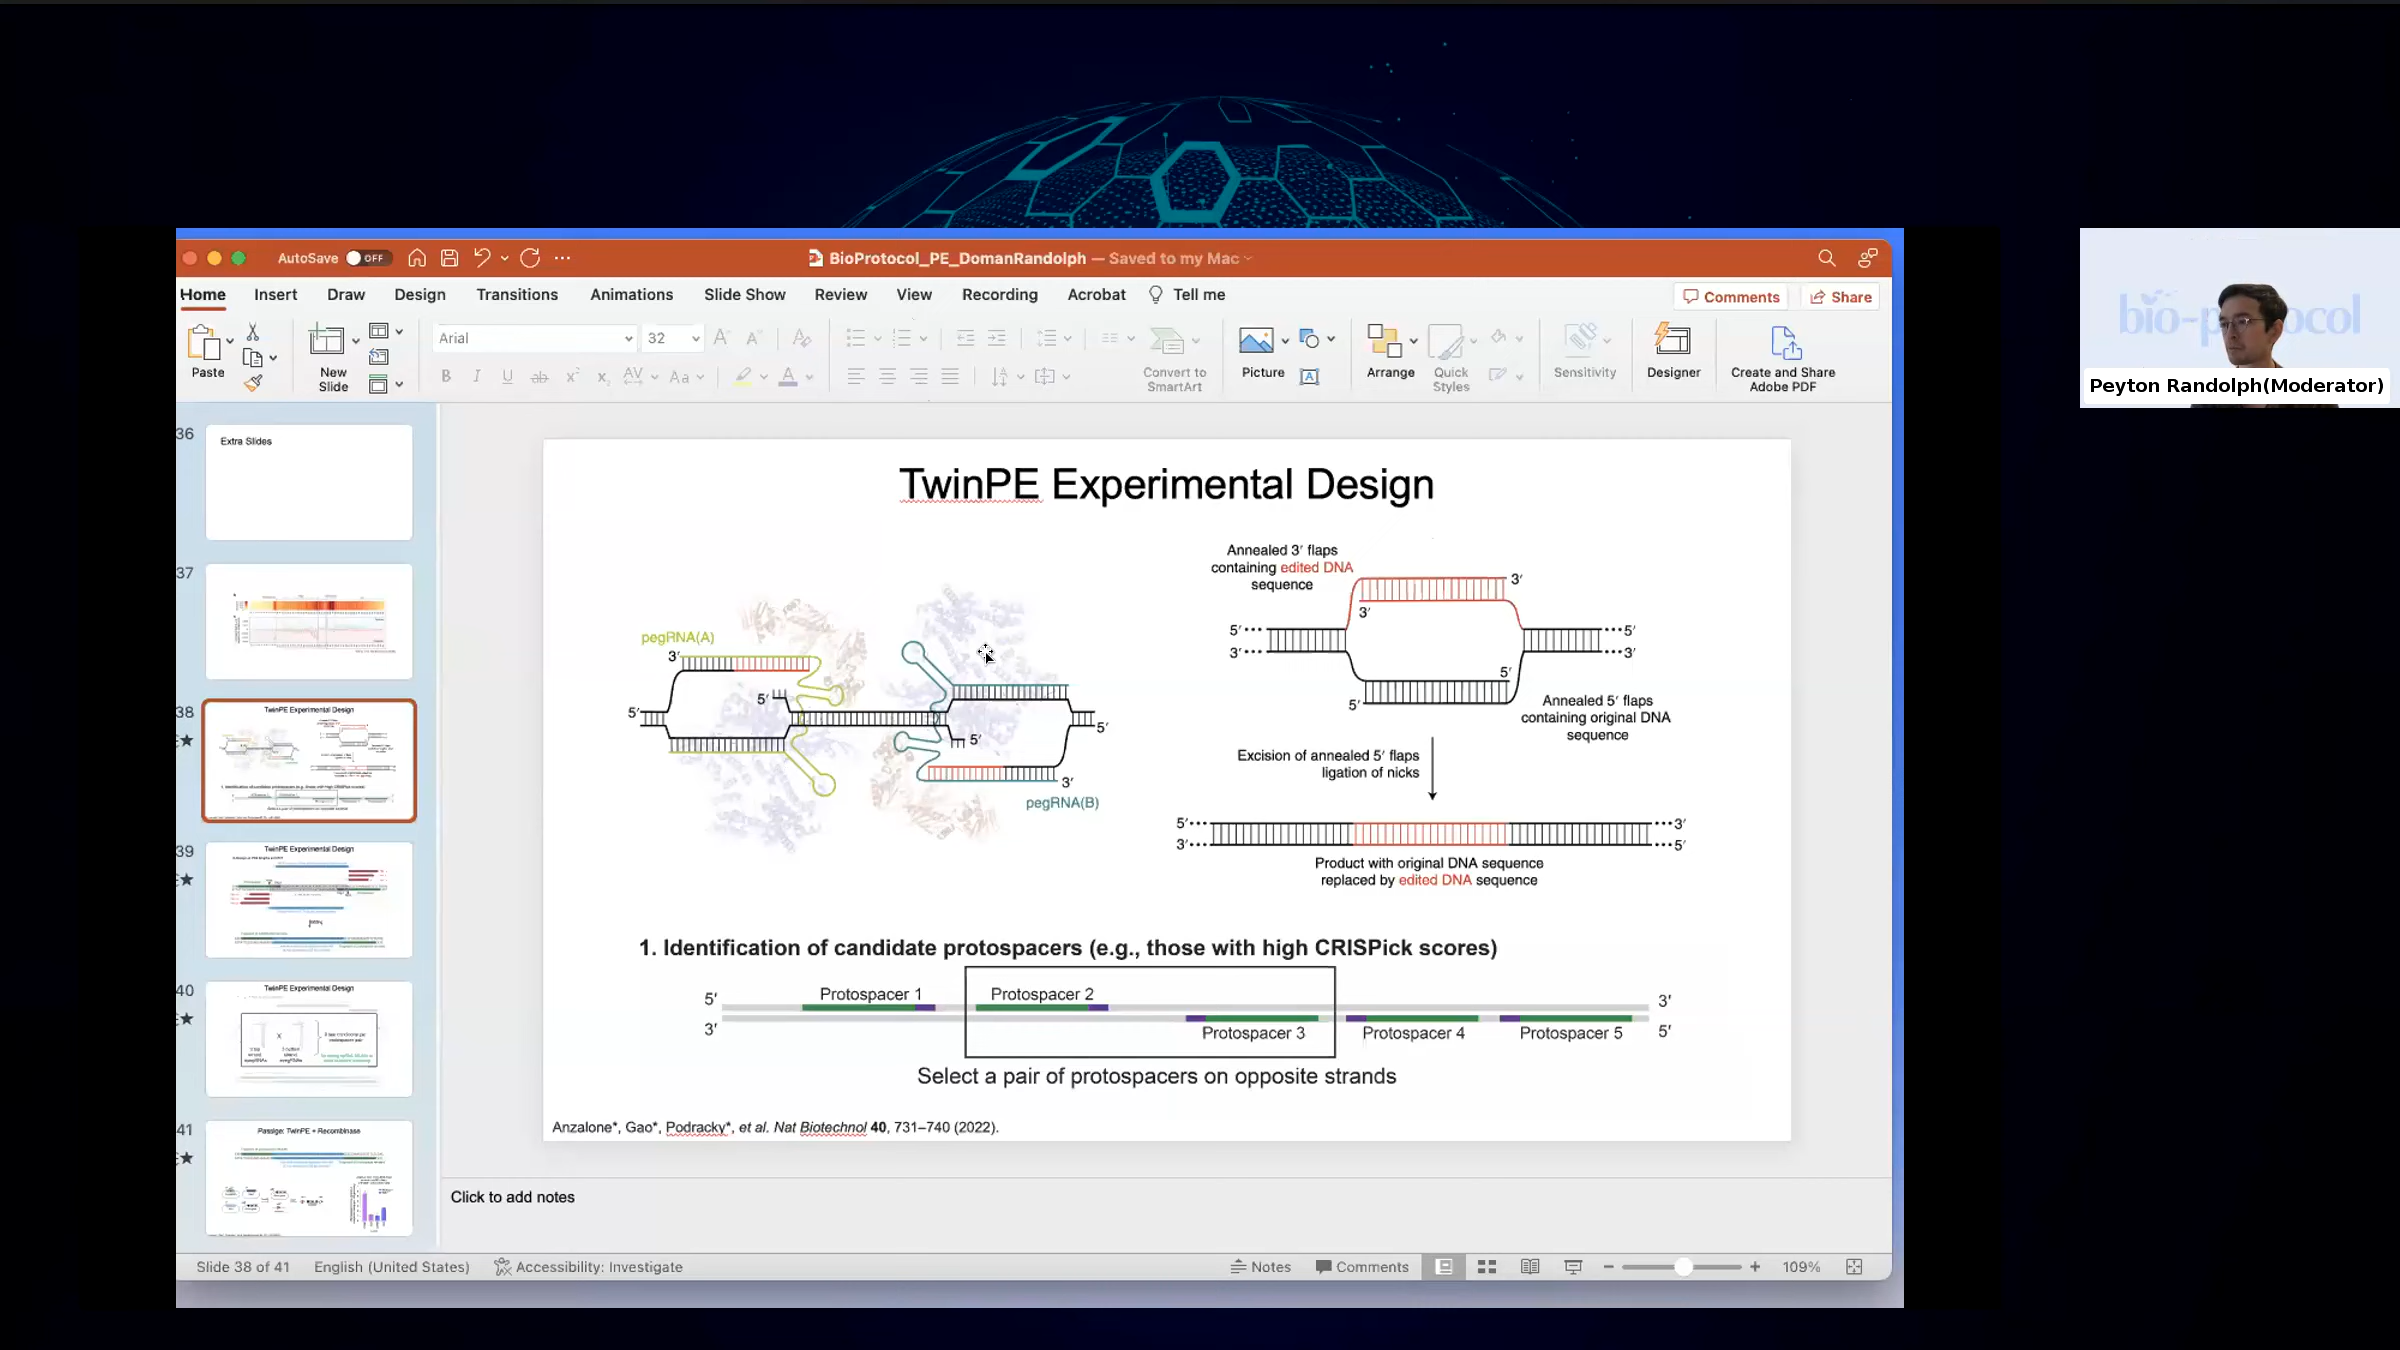 AutoSave OFF
BioProtocol_PE_DomanRandolph — Saved to my Mac
Home Insert Draw Design Transitions Animations Slide Show Review View Recording Acrobat Tell me
Comments Share
Arial 32
Paste
New
Slide
Convert to
SmartArt
Picture
Arrange
Quick
Styles
Sensitivity
Designer
Create and Share
Adobe PDF
Peyton Randolph(Moderator)
36
Extra Slides
37
38
TwinPE Experimental Design
39
TwinPE Experimental Design
40
TwinPE Experimental Design
41
Passige: TwinPE + Recombinase
TwinPE Experimental Design
pegRNA(A)
3′
5′
5′
5′
5′
3′
pegRNA(B)
Annealed 3′ flaps
containing edited DNA
sequence
3′
3′
5′ 5′
3′ 3′
5′
5′
Annealed 5′ flaps
containing original DNA
sequence
Excision of annealed 5′ flaps
ligation of nicks
5′ 3′
3′ 5′
Product with original DNA sequence
replaced by edited DNA sequence
1. Identification of candidate protospacers (e.g., those with high CRISPick scores)
Protospacer 1 Protospacer 2
5′ 3′
3′ 5′
Protospacer 3 Protospacer 4 Protospacer 5
Select a pair of protospacers on opposite strands
Anzalone*, Gao*, Podracky*, et al. Nat Biotechnol 40, 731–740 (2022).
Click to add notes
Slide 38 of 41 English (United States) Accessibility: Investigate Notes Comments 109%